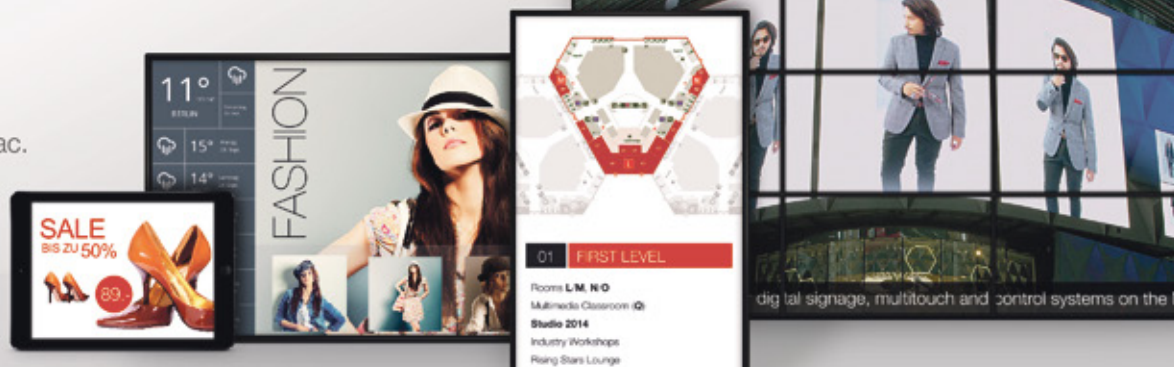 ac.
SALE
BIS ZU 50%
89.-
11°
BERLIN
15°
14°
FASHION
01 FIRST LEVEL
Rooms L/M, N/O
Multimedia Classroom (Q)
Studio 2014
Industry Workshops
Rising Stars Lounge
digital signage, multitouch and control systems on the